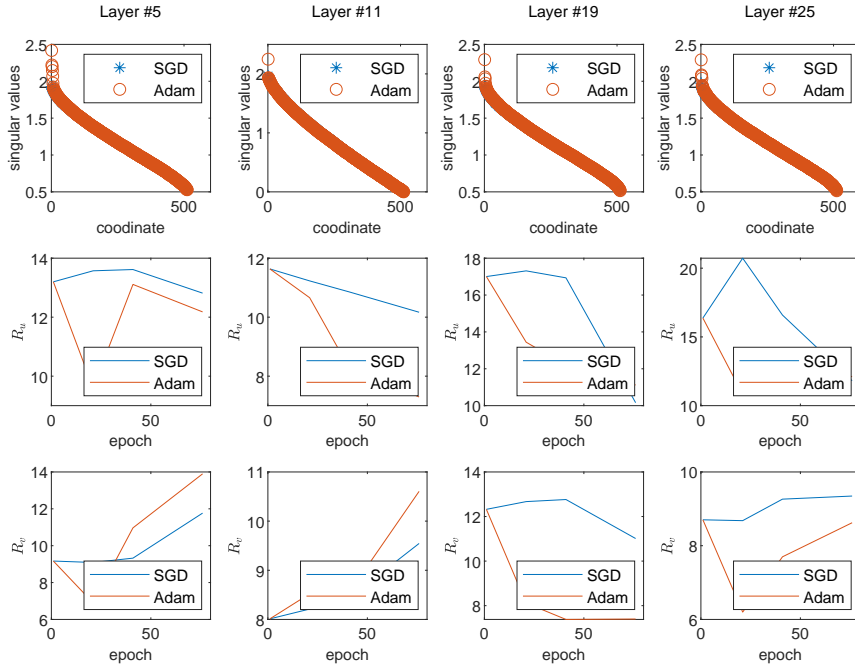 Layer #5
Layer #11
Layer #19
Layer #25
singular values
2.5
2
1.5
1
0.5
0
500
coodinate
SGD
Adam
singular values
2
1
0
0
500
coodinate
SGD
Adam
singular values
2.5
2
1.5
1
0.5
0
500
coodinate
SGD
Adam
singular values
2.5
2
1.5
1
0.5
0
500
coodinate
SGD
Adam
R_u
14
12
10
0
50
epoch
SGD
Adam
R_u
12
10
8
0
50
epoch
SGD
Adam
R_u
18
16
14
12
10
0
50
epoch
SGD
Adam
R_u
20
15
10
0
50
epoch
SGD
Adam
R_v
14
12
10
8
6
0
50
epoch
SGD
Adam
R_v
11
10
9
8
0
50
epoch
SGD
Adam
R_v
14
12
10
8
0
50
epoch
SGD
Adam
R_v
10
8
6
0
50
epoch
SGD
Adam